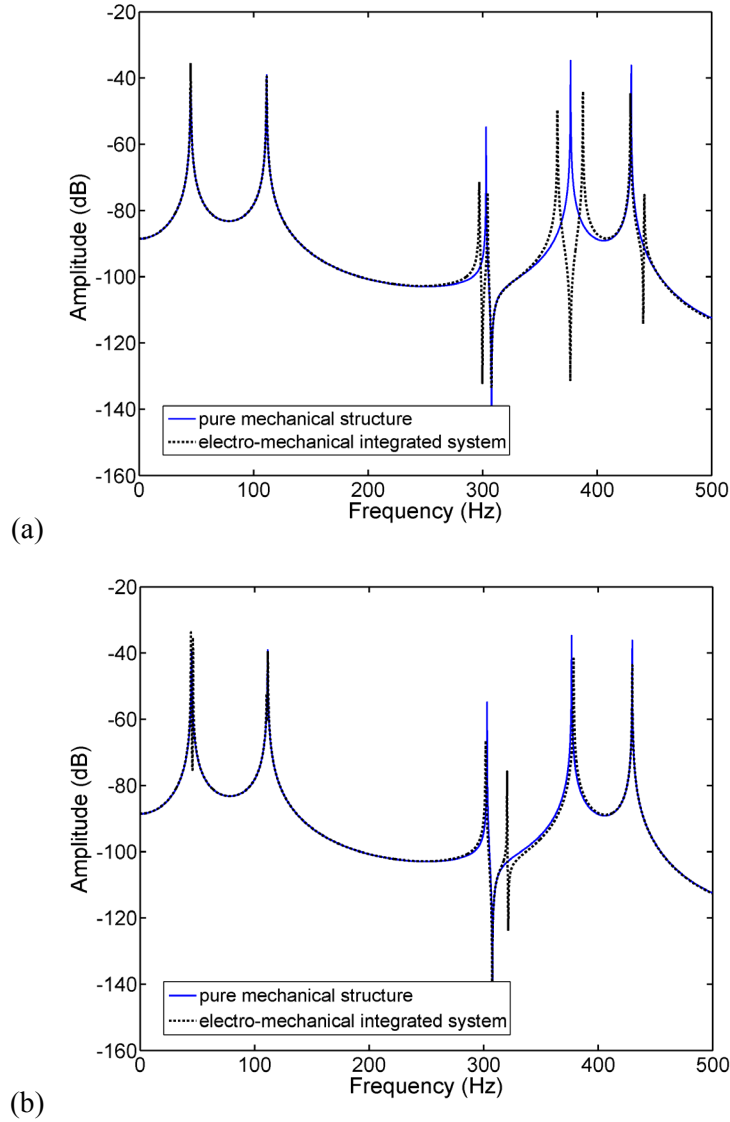 -20
-40
-60
-80
-100
-120
-140
-160
Amplitude (dB)
pure mechanical structure
electro-mechanical integrated system
0 100 200 300 400 500
Frequency (Hz)
(a)
-20
-40
-60
-80
-100
-120
-140
-160
Amplitude (dB)
pure mechanical structure
electro-mechanical integrated system
0 100 200 300 400 500
Frequency (Hz)
(b)